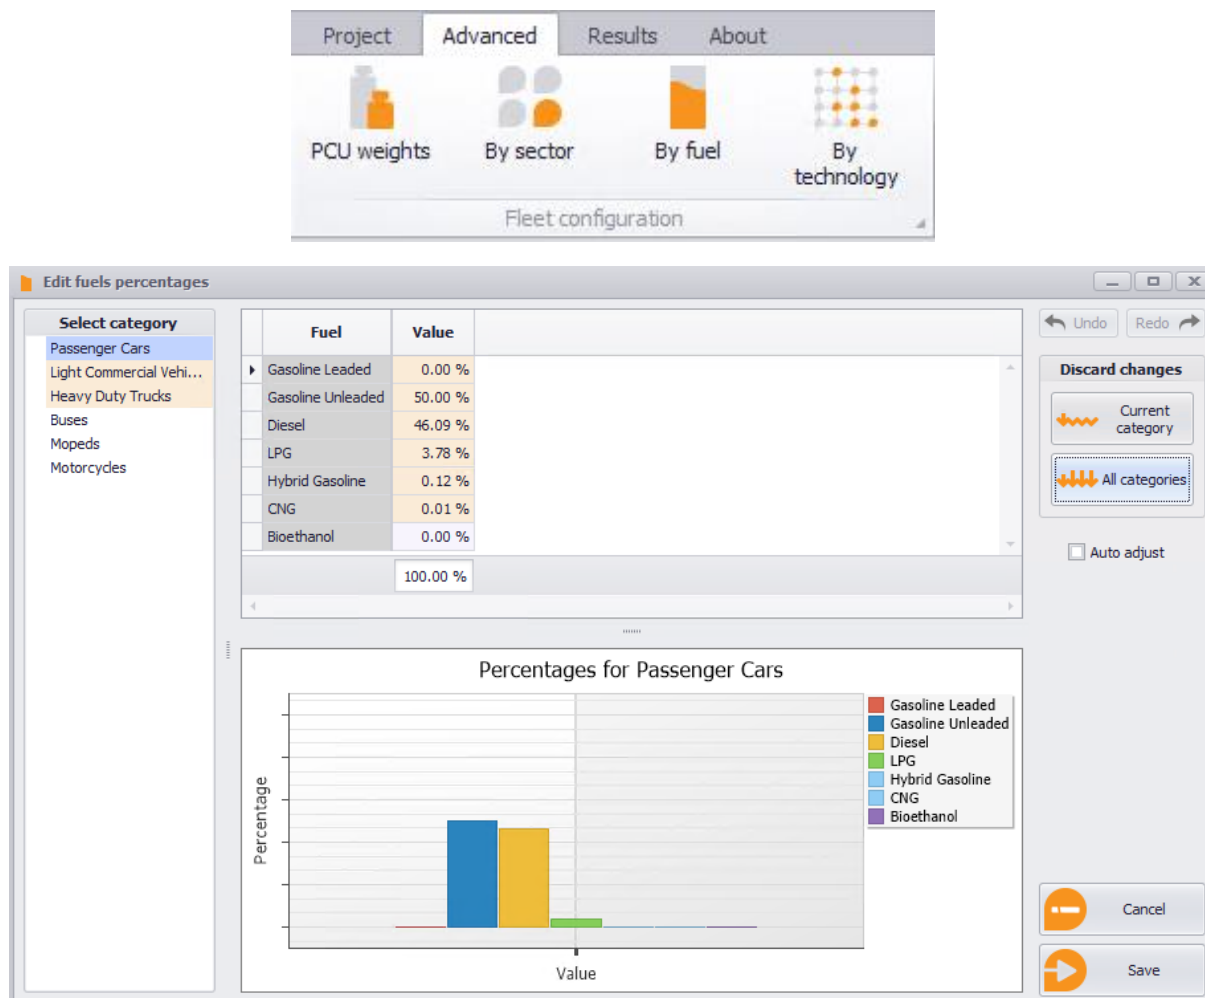 Project Advanced Results About
PCU weights By sector By fuel By
technology
Fleet configuration
Edit fuels percentages
Select category
Passenger Cars
Light Commercial Vehi...
Heavy Duty Trucks
Buses
Mopeds
Motorcycles
Fuel Value
Gasoline Leaded 0.00 %
Gasoline Unleaded 50.00 %
Diesel 46.09 %
LPG 3.78 %
Hybrid Gasoline 0.12 %
CNG 0.01 %
Bioethanol 0.00 %
100.00 %
Undo Redo
Discard changes
Current
category
All categories
Auto adjust
Percentages for Passenger Cars
Percentage
Value
Gasoline Leaded
Gasoline Unleaded
Diesel
LPG
Hybrid Gasoline
CNG
Bioethanol
Cancel
Save